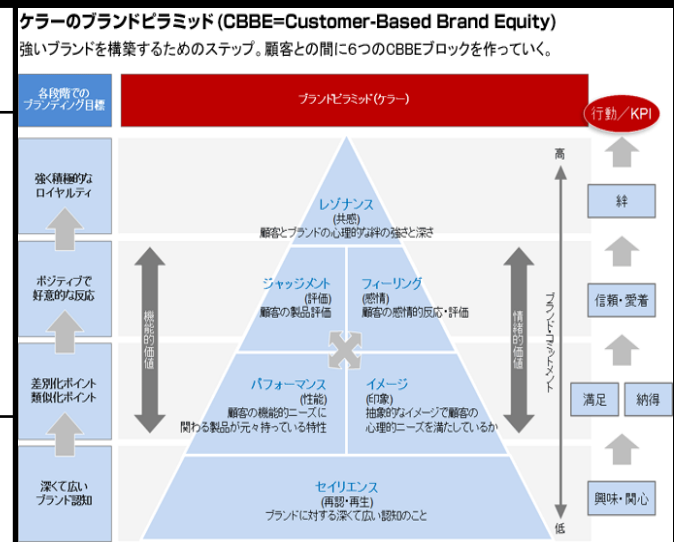 ケラーのブランドピラミッド(CBBE=Customer-Based Brand Equity)
強いブランドを構築するためのステップ。顧客との間に6つのCBBEブロックを作っていく。
各段階での
ブランディング目標
ブランドピラミッド(ケラー)
行動/KPI
強く積極的な
ロイヤルティ
レゾナンス
(共感)
顧客とブランドの心理的な絆の強さと深さ
高
絆
ポジティブで
好意的な反応
機能的価値
ジャッジメント
(評価)
顧客の製品評価
フィーリング
(感情)
顧客の感情的反応・評価
情緒的価値
ブランド・コミットメント
信頼・愛着
差別化ポイント
類似化ポイント
パフォーマンス
(性能)
顧客の機能的ニーズに
関わる製品が元々持っている特性
イメージ
(印象)
抽象的なイメージで顧客の
心理的ニーズを満たしているか
満足
納得
深くて広い
ブランド認知
セイリエンス
(再認・再生)
ブランドに対する深くて広い認知のこと
低
興味・関心